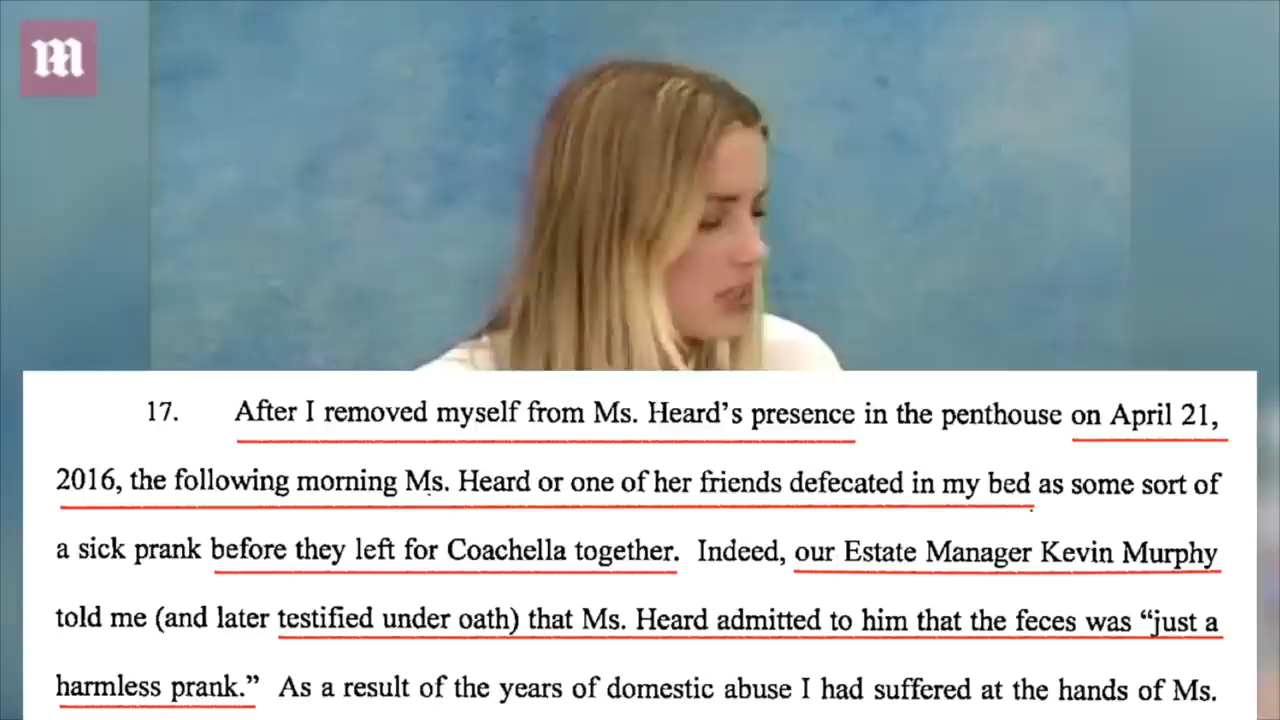 M
17. After I removed myself from Ms. Heard's presence in the penthouse on April 21,
2016, the following morning Ms. Heard or one of her friends defecated in my bed as some sort of
a sick prank before they left for Coachella together. Indeed, our Estate Manager Kevin Murphy
told me (and later testified under oath) that Ms. Heard admitted to him that the feces was “just a
harmless prank.” As a result of the years of domestic abuse I had suffered at the hands of Ms.